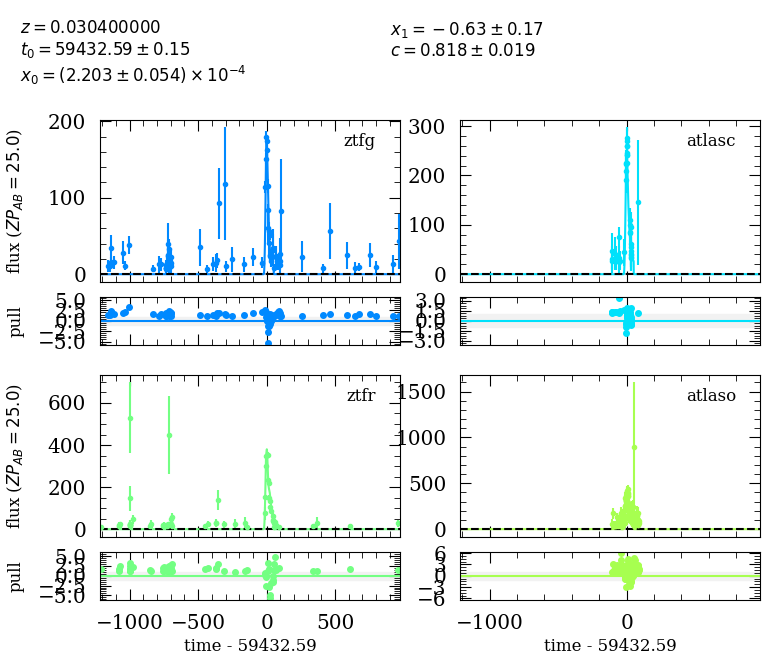 z = 0.030400000
t0 = 59432.59 ± 0.15
x0 = (2.203 ± 0.054) × 10^−4
x1 = −0.63 ± 0.17
c = 0.818 ± 0.019
flux (ZP_AB = 25.0)
200
100
0
ztfg
300
200
100
0
atlasc
pull
5.0
2.5
0.0
−2.5
−5.0
3.0
1.5
0.0
−1.5
−3.0
flux (ZP_AB = 25.0)
600
400
200
0
ztfr
1500
1000
500
0
atlaso
pull
5.0
2.5
0.0
−2.5
−5.0
6
3
0
−3
−6
−1000 −500 0 500
−1000 0
time - 59432.59
time - 59432.59